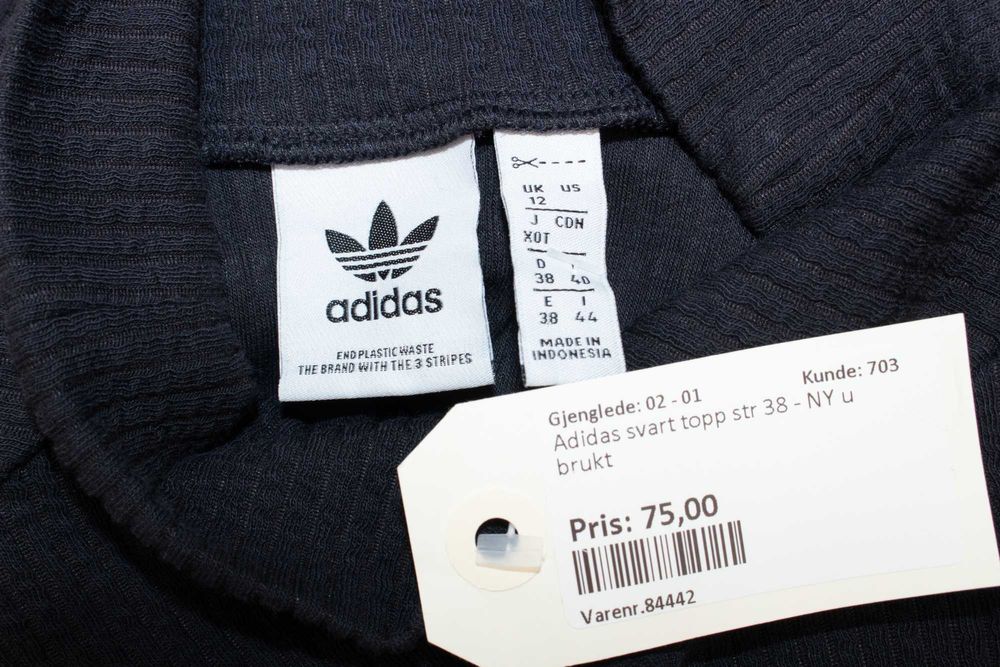 adidas
END PLASTIC WASTE
THE BRAND WITH THE 3 STRIPES
UK US
12
J CDN
XOT
D
38 40
E I
38 44
MADE IN
INDONESIA
Gjenglede: 02 - 01 Kunde: 703
Adidas svart topp str 38 - NY u
brukt
Pris: 75,00
Varenr.84442